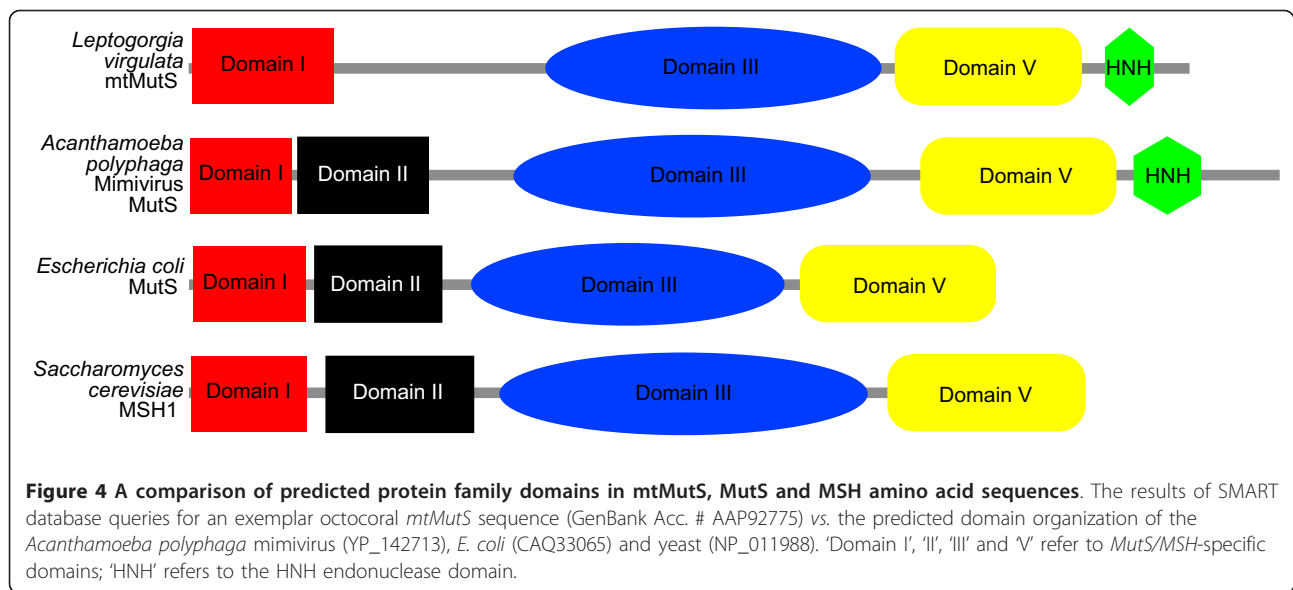 Leptogorgia
virgulata
mtMutS
Domain I
Domain III
Domain V
HNH
Acanthamoeba
polyphaga
Mimivirus
MutS
Domain I
Domain II
Domain III
Domain V
HNH
Escherichia coli
MutS
Domain I
Domain II
Domain III
Domain V
Saccharomyces
cerevisiae
MSH1
Domain I
Domain II
Domain III
Domain V
Figure 4 A comparison of predicted protein family domains in mtMutS, MutS and MSH amino acid sequences. The results of SMART
database queries for an exemplar octocoral mtMutS sequence (GenBank Acc. # AAP92775) vs. the predicted domain organization of the
Acanthamoeba polyphaga mimivirus (YP_142713), E. coli (CAQ33065) and yeast (NP_011988). ‘Domain I’, ‘II’, ‘III’ and ‘V’ refer to MutS/MSH-specific
domains; ‘HNH’ refers to the HNH endonuclease domain.